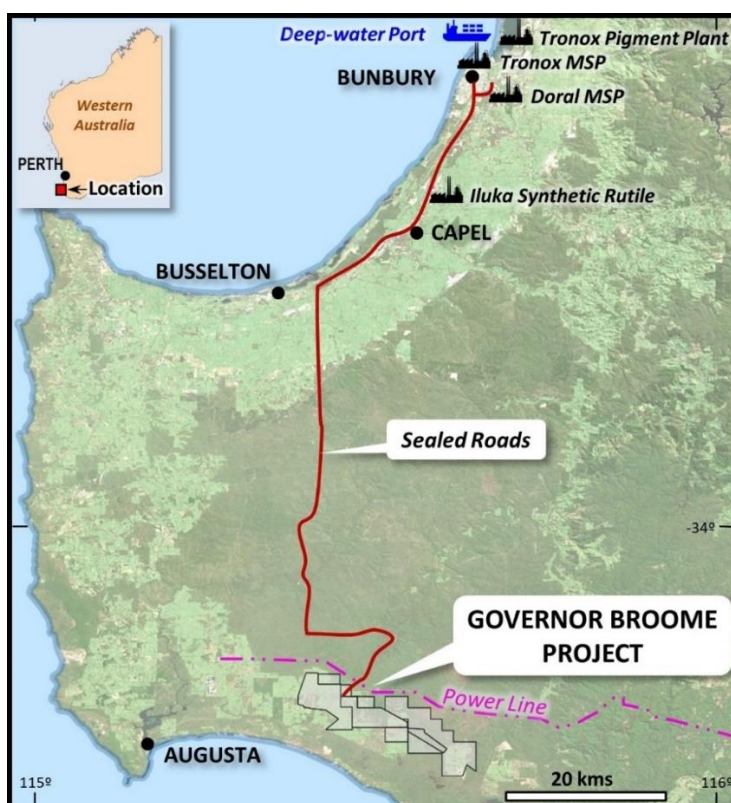 Deep-water Port
Tronox Pigment Plant
Tronox MSP
BUNBURY
Doral MSP
Western
Australia
PERTH
Location
Iluka Synthetic Rutile
CAPEL
BUSSELTON
Sealed Roads
-34º
GOVERNOR BROOME
PROJECT
Power Line
AUGUSTA
115º
20 kms
116º